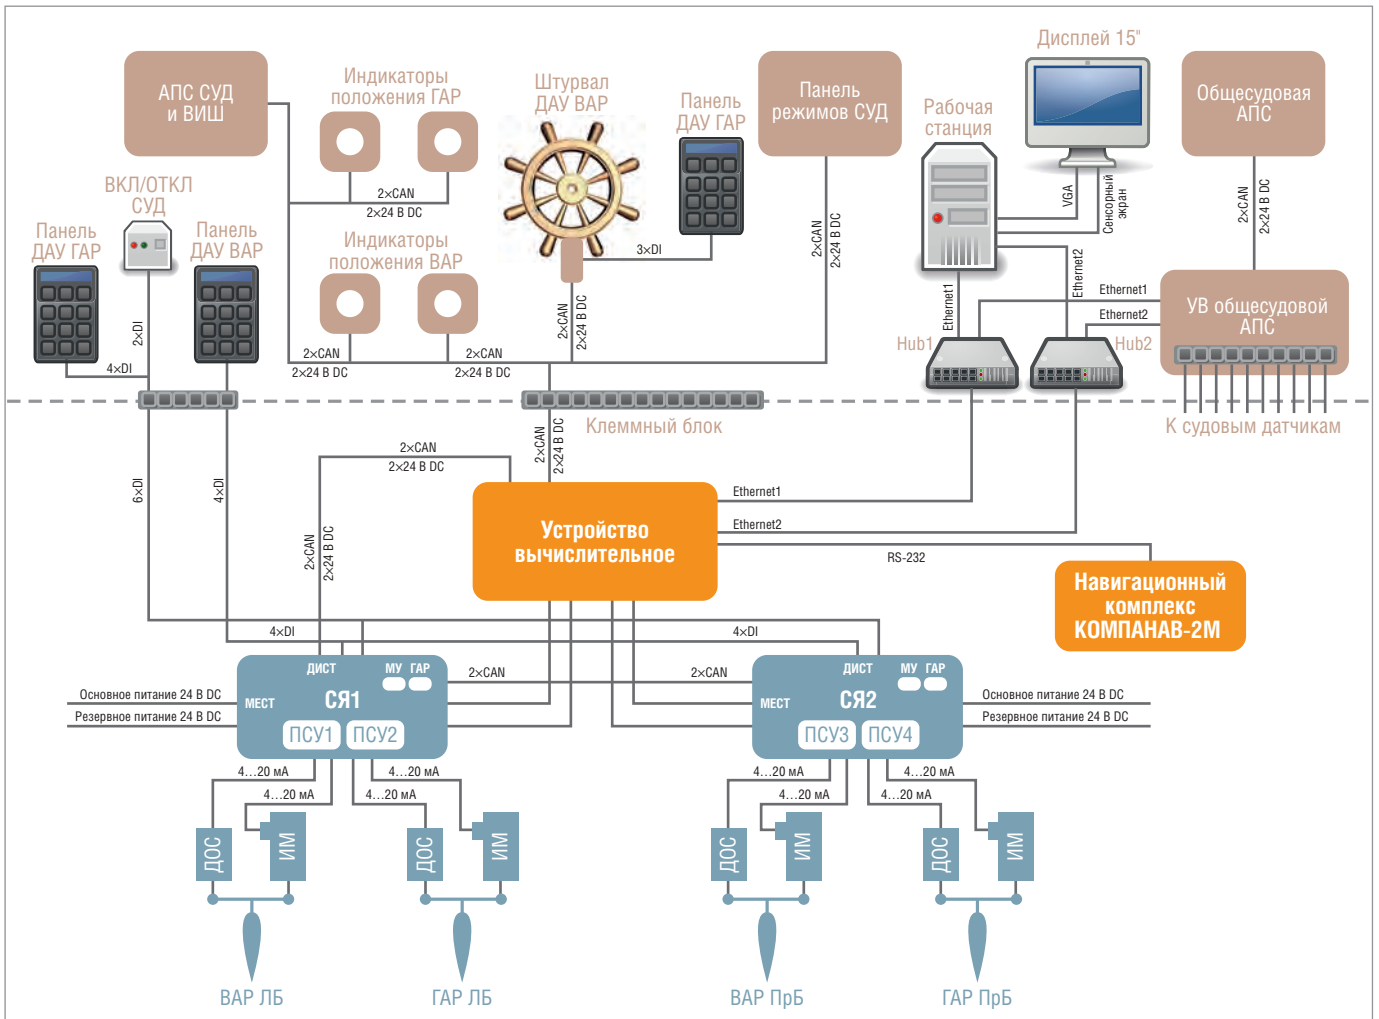 Дисплей 15"
АПС СУД
и ВИШ
Индикаторы
положения ГАР
Штурвал
ДАУ ВАР
Панель
ДАУ ГАР
Панель
режимов СУД
Рабочая
станция
Общесудовая
АПС
ВКЛ/ОТКЛ
СУД
Панель
ДАУ ГАР
Панель
ДАУ ВАР
2×CAN
2×24 В DC
Индикаторы
положения ВАР
3×DI
2×CAN
2×24 В DC
VGA
Сенсорный
экран
2×CAN
2×24 В DC
2×DI
4×DI
2×CAN
2×24 В DC
2×CAN
2×24 В DC
2×CAN
2×24 В DC
Ethernet1
Ethernet2
Ethernet1
Ethernet2
УВ общесудовой
АПС
Hub1
Hub2
Клеммный блок
К судовым датчикам
6×DI
4×DI
2×CAN
2×24 В DC
2×CAN
2×24 В DC
2×CAN
2×24 В DC
Устройство
вычислительное
Ethernet1
Ethernet2
RS-232
Навигационный
комплекс
КОМПАНАВ-2М
4×DI
4×DI
ДИСТ
МУ ГАР
МЕСТ
СЯ1
ПСУ1
ПСУ2
2×CAN
2×CAN
ДИСТ
МУ ГАР
МЕСТ
СЯ2
ПСУ3
ПСУ4
Основное питание 24 В DC
Резервное питание 24 В DC
Основное питание 24 В DC
Резервное питание 24 В DC
4...20 мА
4...20 мА
4...20 мА
4...20 мА
4...20 мА
4...20 мА
4...20 мА
4...20 мА
ДОС
ИМ
ДОС
ИМ
ДОС
ИМ
ДОС
ИМ
ВАР ЛБ
ГАР ЛБ
ВАР ПрБ
ГАР ПрБ